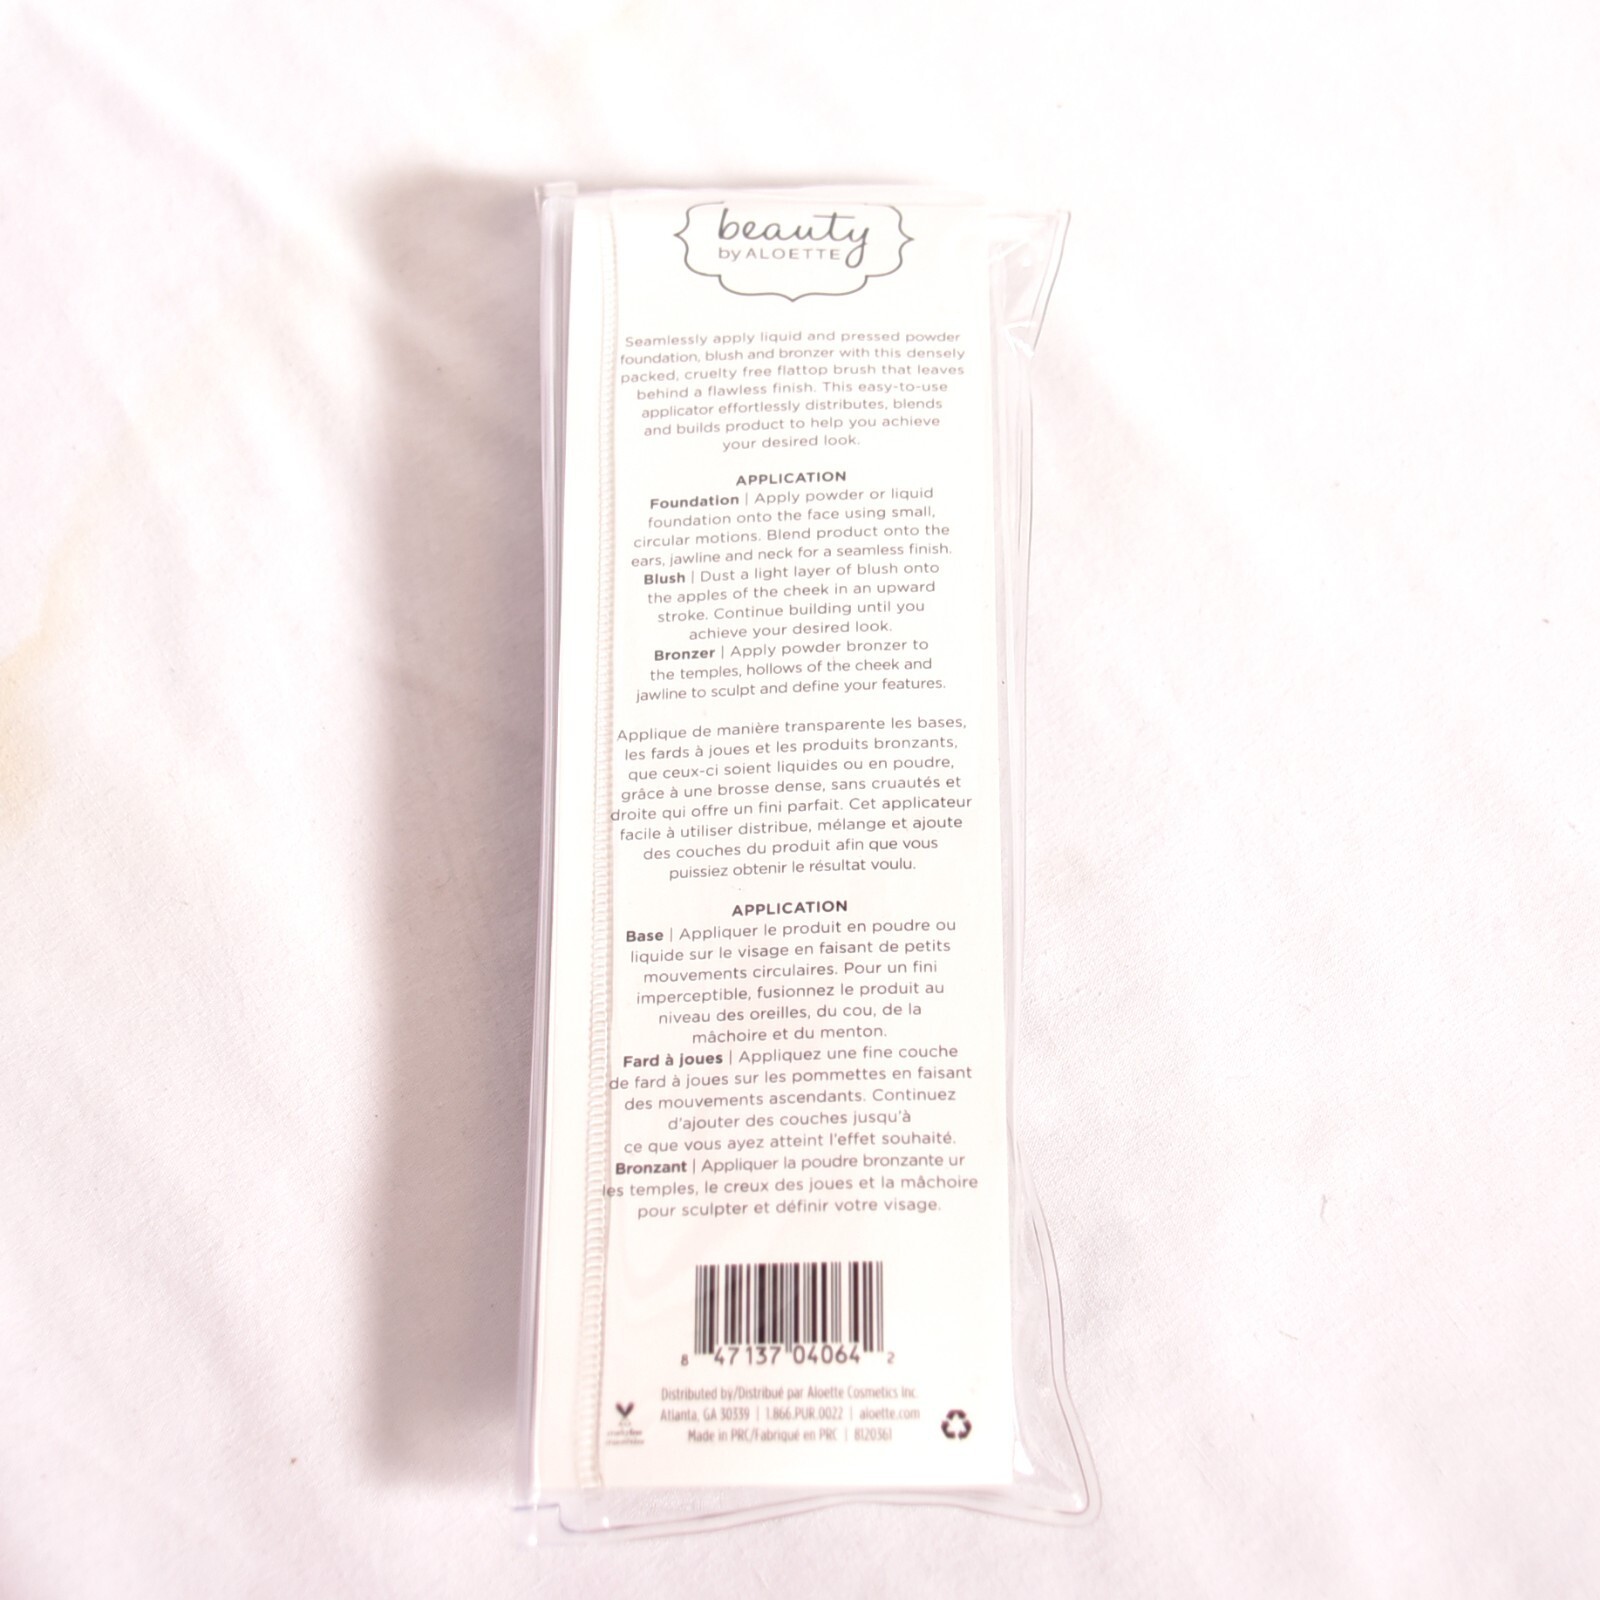 beauty
by ALOETTE
Seamlessly apply liquid and pressed powder
foundation, blush and bronzer with this densely
packed, cruelty free flattop brush that leaves
behind a flawless finish. This easy-to-use
applicator effortlessly distributes, blends
and builds product to help you achieve
your desired look.
APPLICATION
Foundation | Apply powder or liquid
foundation onto the face using small,
circular motions. Blend product onto the
ears, jawline and neck for a seamless finish.
Blush | Dust a light layer of blush onto
the apples of the cheek in an upward
stroke. Continue building until you
achieve your desired look.
Bronzer | Apply powder bronzer to
the temples, hollows of the cheek and
jawline to sculpt and define your features.
Applique de manière transparente les bases,
les fards à joues et les produits bronzants,
que ceux-ci soient liquides ou en poudre,
grâce à une brosse dense, sans cruautés et
droite qui offre un fini parfait. Cet applicateur
facile à utiliser distribue, mélange et ajoute
des couches du produit afin que vous
puissiez obtenir le résultat voulu.
APPLICATION
Base | Appliquer le produit en poudre ou
liquide sur le visage en faisant de petits
mouvements circulaires. Pour un fini
imperceptible, fusionnez le produit au
niveau des oreilles, du cou, de la
mâchoire et du menton.
Fard à joues | Appliquez une fine couche
de fard à joues sur les pommettes en faisant
des mouvements ascendants. Continuez
d'ajouter des couches jusqu'à
ce que vous ayez atteint l'effet souhaité.
Bronzant | Appliquer la poudre bronzante ur
les temples, le creux des joues et la mâchoire
pour sculpter et définir votre visage.
8 47137 04064 2
Distributed by/Distribué par Aloette Cosmetics Inc.
Atlanta, GA 30339 | 1.866.PUR.0022 | aloette.com
Made in PRC/Fabriqué en PRC | 8120361